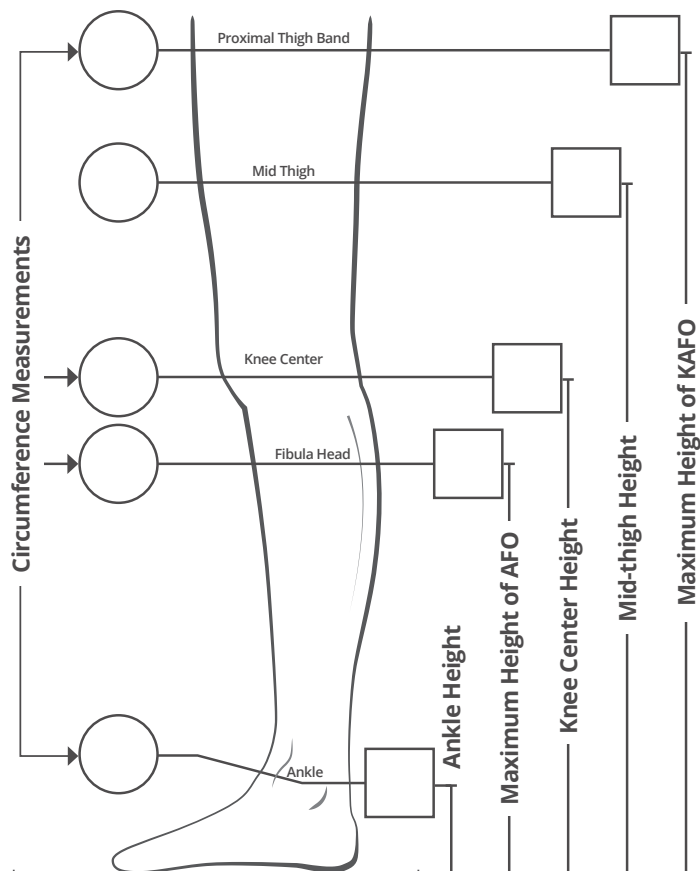 Proximal Thigh Band
Mid Thigh
Knee Center
Fibula Head
Ankle
Circumference Measurements
Ankle Height
Maximum Height of AFO
Knee Center Height
Mid-thigh Height
Maximum Height of KAFO